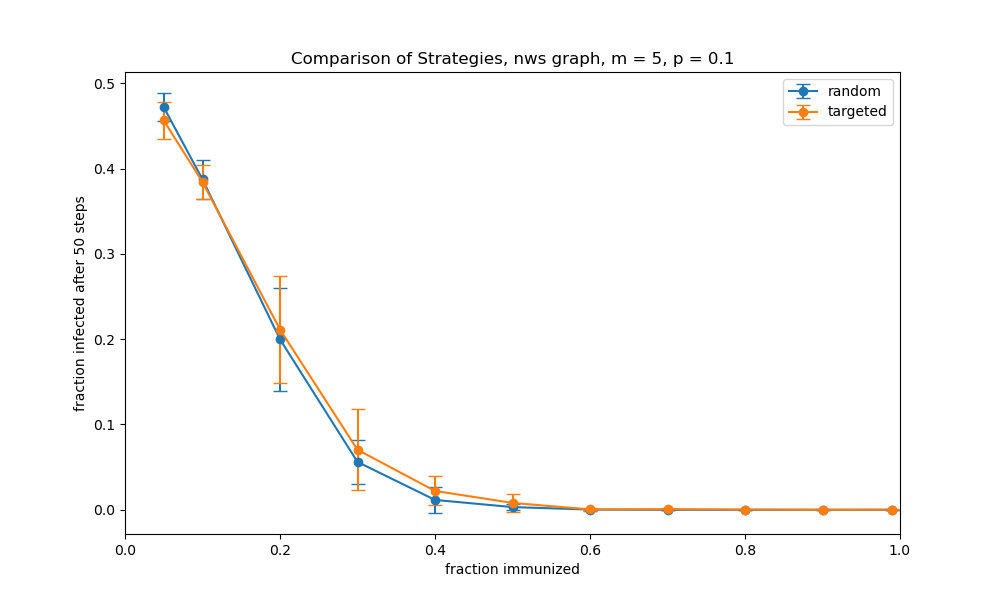 Comparison of Strategies, nws graph, m = 5, p = 0.1
random
targeted
fraction infected after 50 steps
0.5
0.4
0.3
0.2
0.1
0.0
0.0 0.2 0.4 0.6 0.8 1.0
fraction immunized